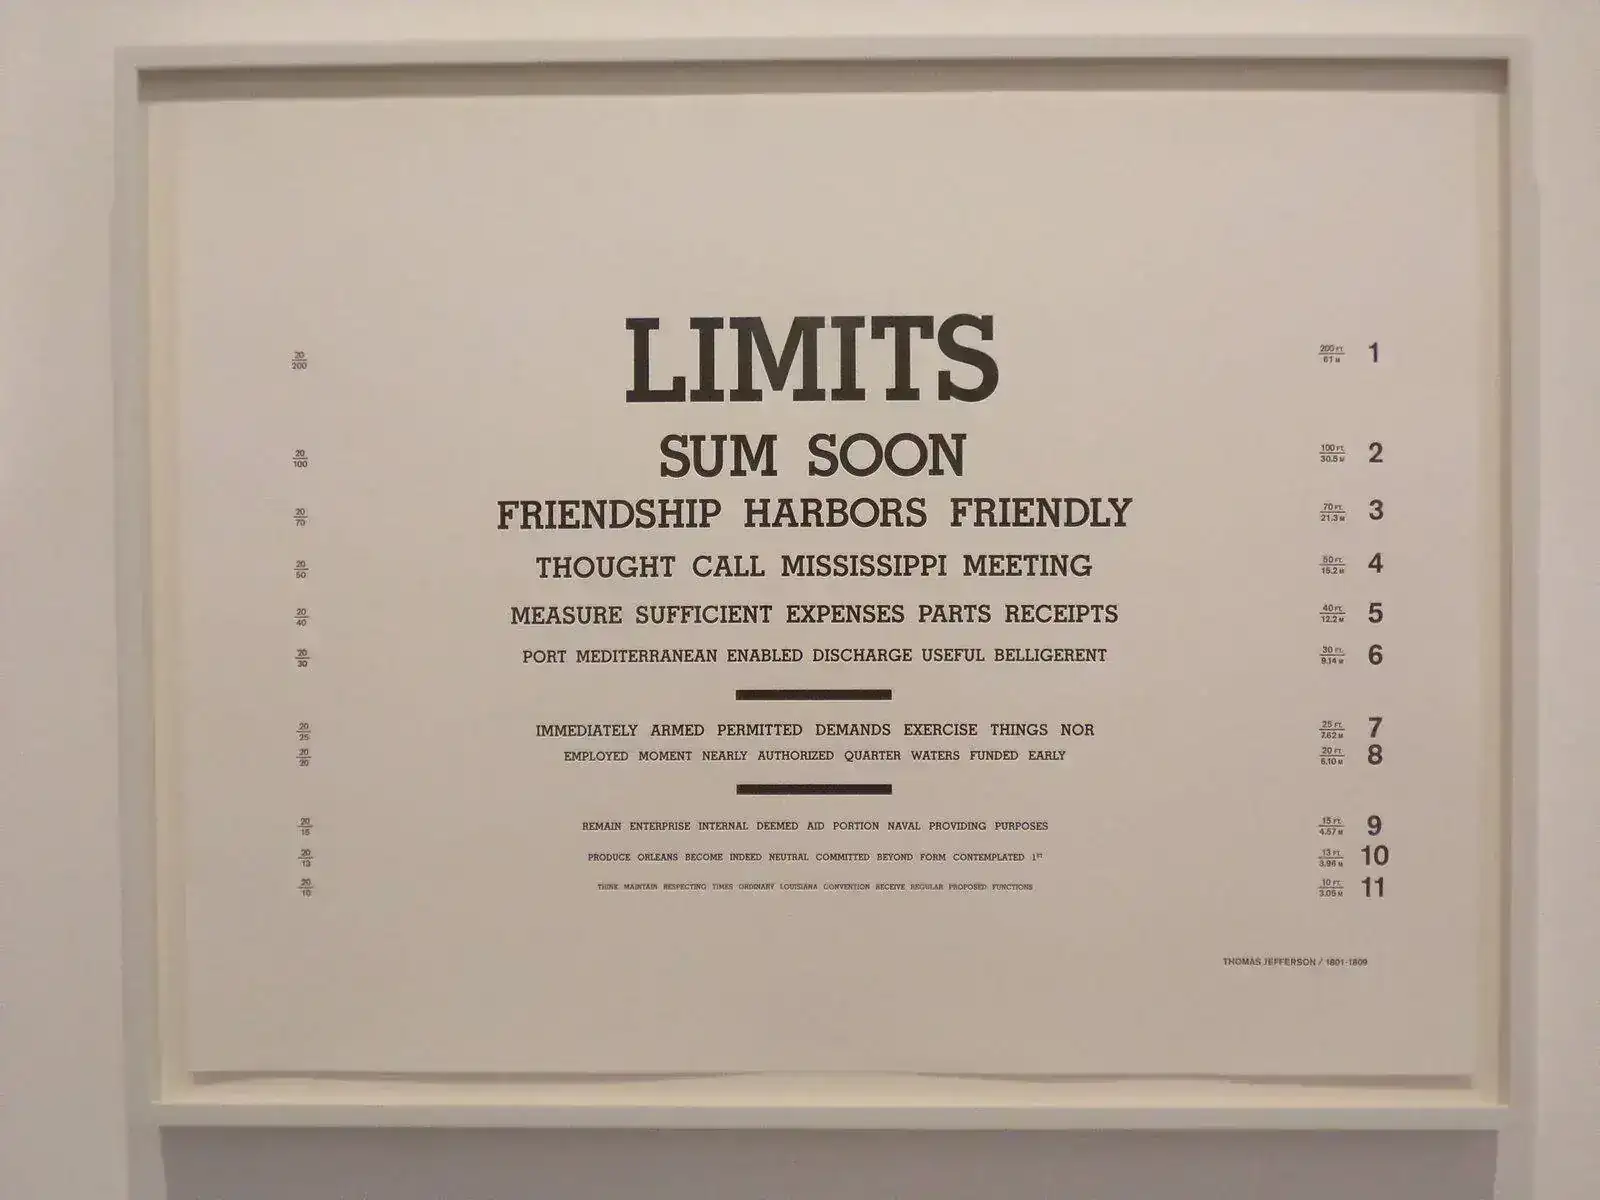 20/200 LIMITS 200 FT. 61 M 1
20/100 SUM SOON 100 FT. 30.5 M 2
20/70 FRIENDSHIP HARBORS FRIENDLY 70 FT. 21.3 M 3
20/50 THOUGHT CALL MISSISSIPPI MEETING 50 FT. 15.2 M 4
20/40 MEASURE SUFFICIENT EXPENSES PARTS RECEIPTS 40 FT. 12.2 M 5
20/30 PORT MEDITERRANEAN ENABLED DISCHARGE USEFUL BELLIGERENT 30 FT. 9.14 M 6
20/25 IMMEDIATELY ARMED PERMITTED DEMANDS EXERCISE THINGS NOR 25 FT. 7.62 M 7
20/20 EMPLOYED MOMENT NEARLY AUTHORIZED QUARTER WATERS FUNDED EARLY 20 FT. 6.10 M 8
20/15 REMAIN ENTERPRISE INTERNAL DEEMED AID PORTION NAVAL PROVIDING PURPOSES 15 FT. 4.57 M 9
20/13 PRODUCE ORLEANS BECOME INDEED NEUTRAL COMMITTED BEYOND FORM CONTEMPLATED 1ST 13 FT. 3.96 M 10
20/10 THINK MAINTAIN RESPECTING TIMES ORDINARY LOUISIANA CONVENTION RECEIVE REGULAR PROPOSED FUNCTIONS 10 FT. 3.05 M 11
THOMAS JEFFERSON / 1801-1809